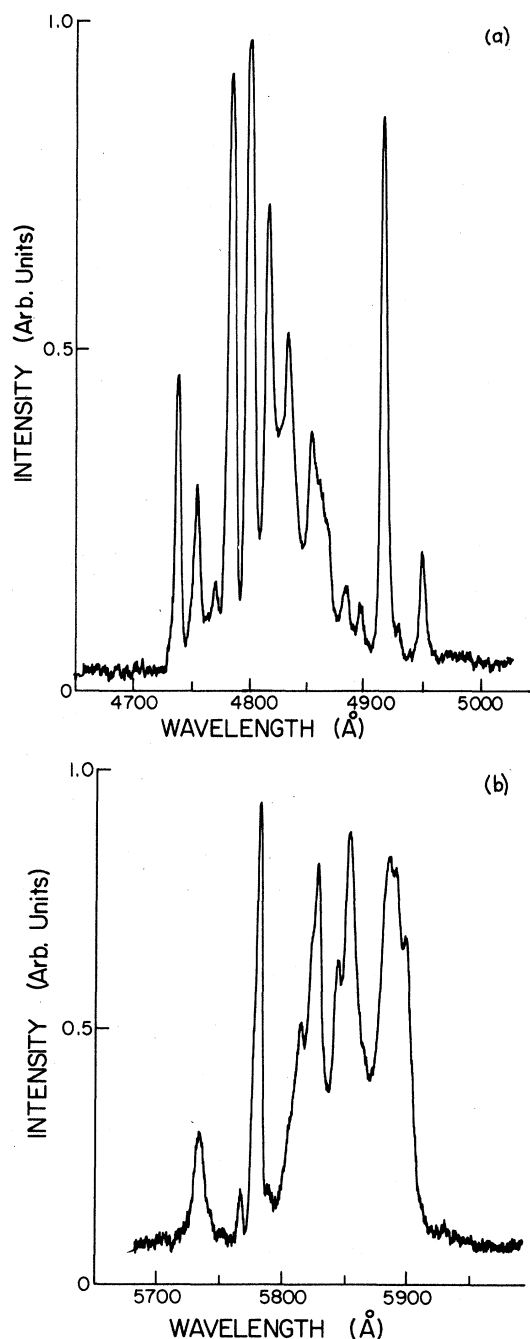 (a)
1.0
INTENSITY (Arb. Units)
0.5
0
4700 4800 4900 5000
WAVELENGTH (Å)
(b)
1.0
INTENSITY (Arb. Units)
0.5
0
5700 5800 5900
WAVELENGTH (Å)